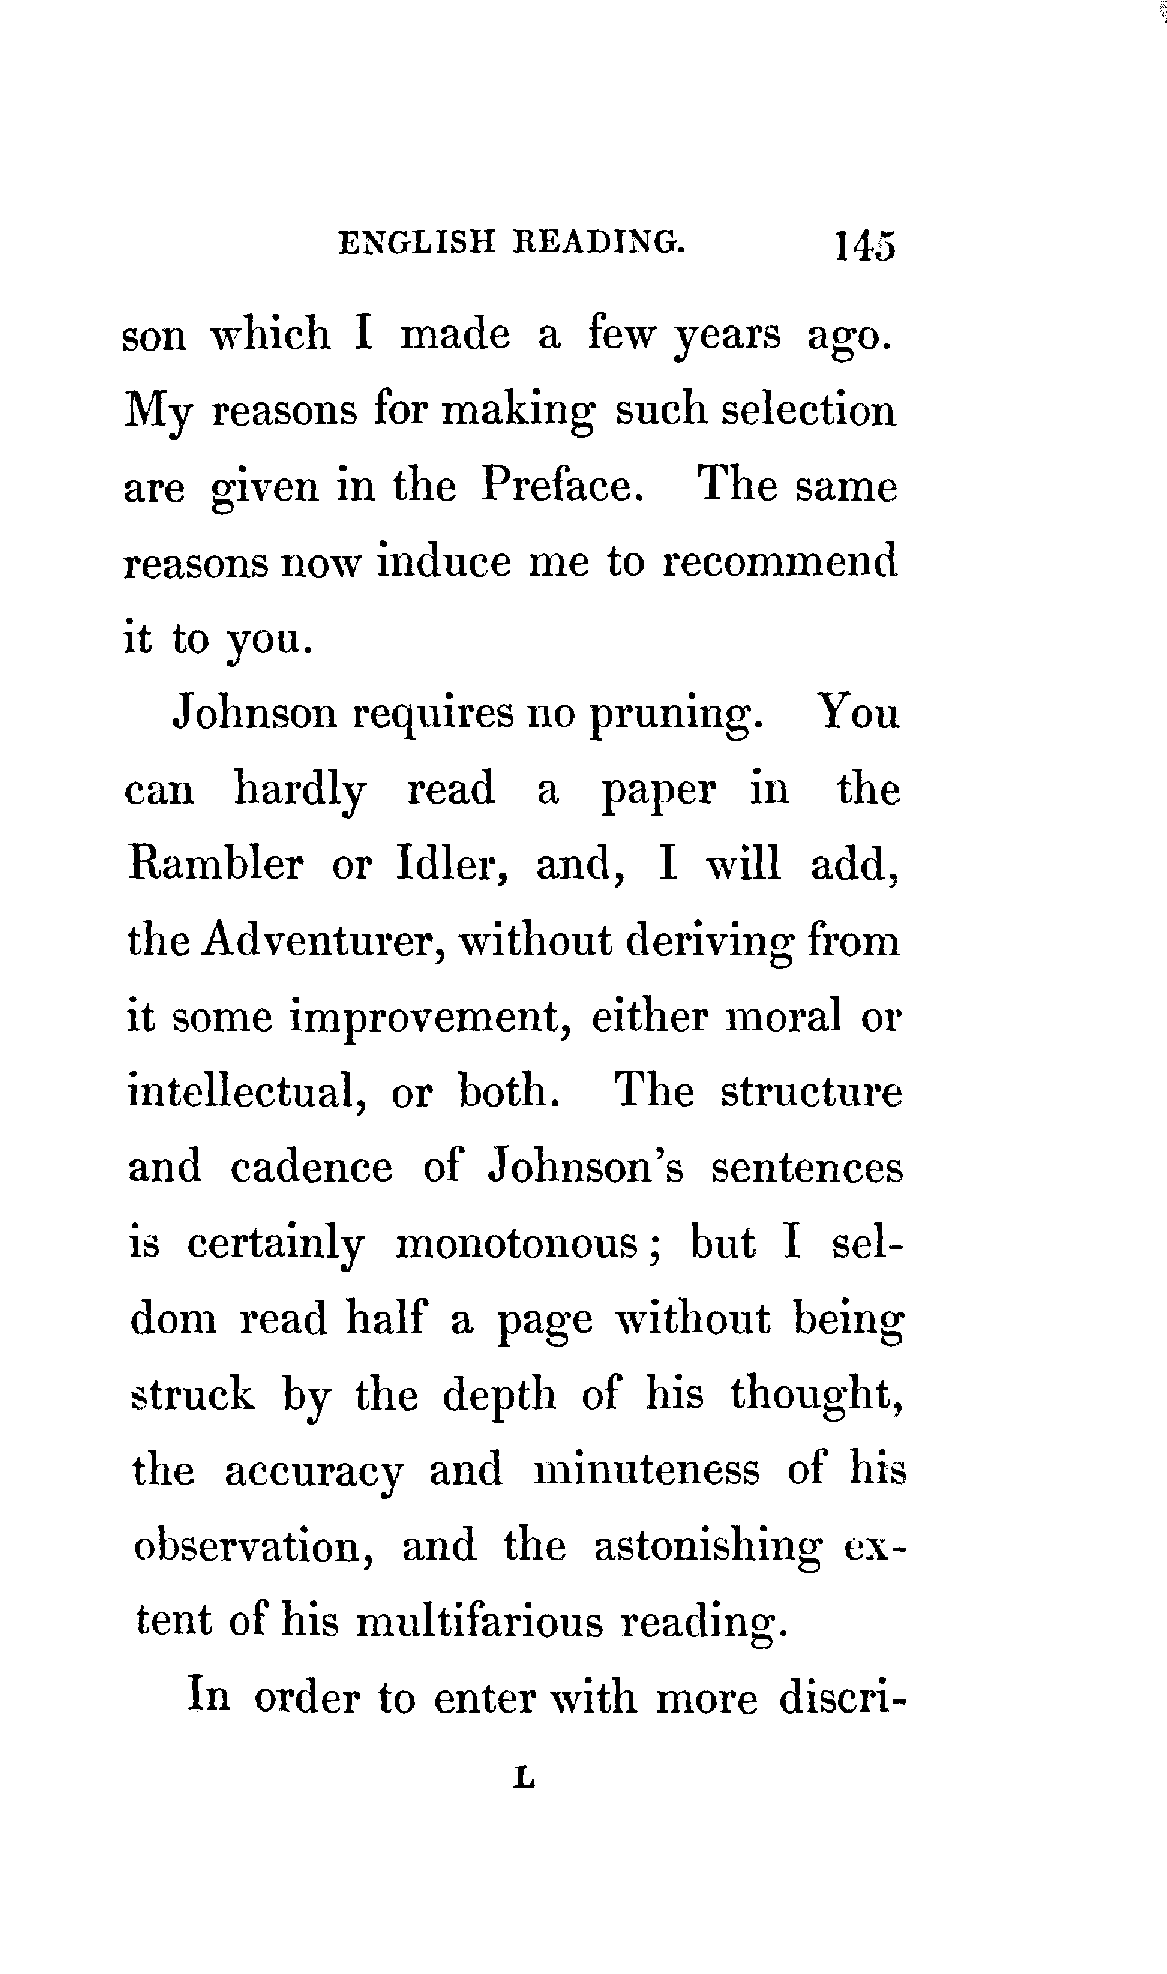 ENGLISH READING. 145
son which I made a few years ago.
My reasons for making such selection
are given in the Preface. The same
reasons now induce me to recommend
it to you.
Johnson requires no pruning. You
can hardly read a paper in the
Rambler or Idler, and, I will add,
the Adventurer, without deriving from
it some improvement, either moral or
intellectual, or both. The structure
and cadence of Johnson's sentences
is certainly monotonous; but I sel-
dom read half a page without being
struck by the depth of his thought,
the accuracy and minuteness of his
observation, and the astonishing ex-
tent of his multifarious reading.
In order to enter with more discri-
L